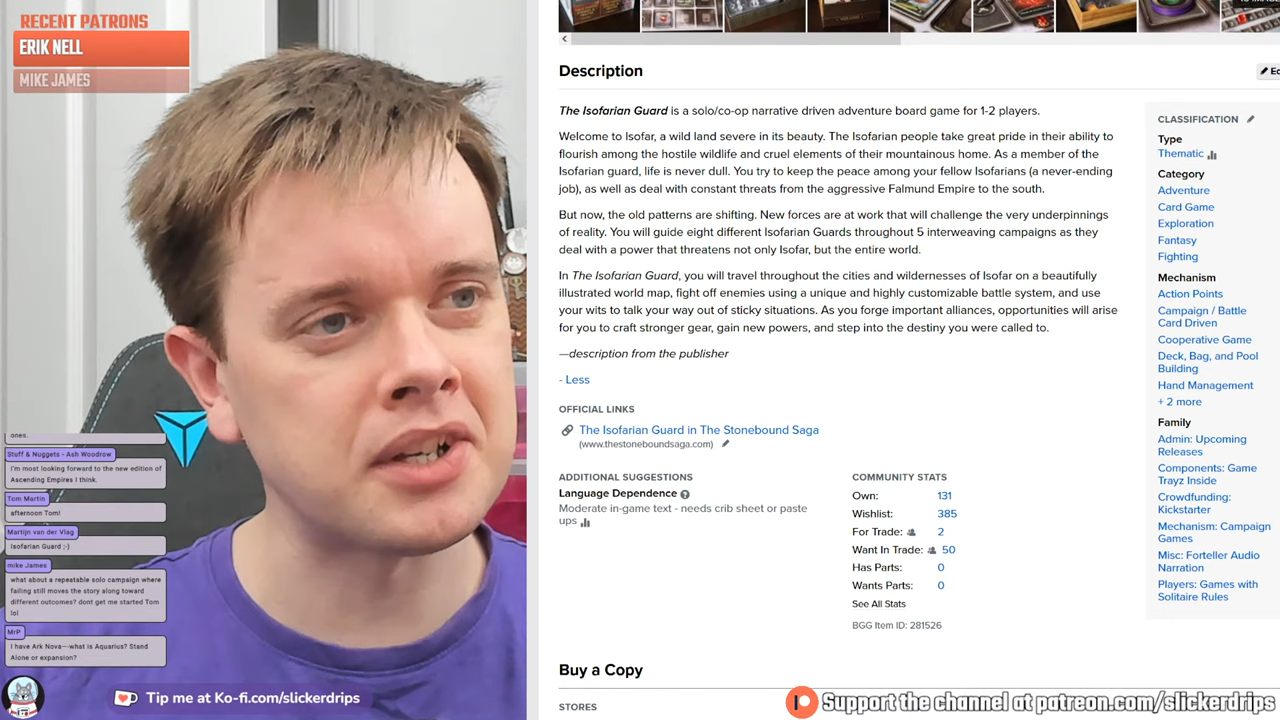 RECENT PATRONS
ERIK NELL
MIKE JAMES
ones.
Stuff & Nuggets - Ash Woodrow
I'm most looking forward to the new edition of
Ascending Empires I think.
Tom Martin
afternoon Tom!
Martijn van der Vlag
Isofarian Guard ;-)
mike James
what about a repeatable solo campaign where
failing still moves the story along toward
different outcomes? dont get me started Tom
lol
MrP
I have Ark Nova---what is Aquarius? Stand
Alone or expansion?
Tip me at Ko-fi.com/slickerdrips
Description
The Isofarian Guard is a solo/co-op narrative driven adventure board game for 1-2 players.
Welcome to Isofar, a wild land severe in its beauty. The Isofarian people take great pride in their ability to
flourish among the hostile wildlife and cruel elements of their mountainous home. As a member of the
Isofarian guard, life is never dull. You try to keep the peace among your fellow Isofarians (a never-ending
job), as well as deal with constant threats from the aggressive Falmund Empire to the south.
But now, the old patterns are shifting. New forces are at work that will challenge the very underpinnings
of reality. You will guide eight different Isofarian Guards throughout 5 interweaving campaigns as they
deal with a power that threatens not only Isofar, but the entire world.
In The Isofarian Guard, you will travel throughout the cities and wildernesses of Isofar on a beautifully
illustrated world map, fight off enemies using a unique and highly customizable battle system, and use
your wits to talk your way out of sticky situations. As you forge important alliances, opportunities will arise
for you to craft stronger gear, gain new powers, and step into the destiny you were called to.
—description from the publisher
- Less
OFFICIAL LINKS
The Isofarian Guard in The Stonebound Saga
(www.thestoneboundsaga.com)
ADDITIONAL SUGGESTIONS
Language Dependence
Moderate in-game text - needs crib sheet or paste
ups
COMMUNITY STATS
Own: 131
Wishlist: 385
For Trade: 2
Want In Trade: 50
Has Parts: 0
Wants Parts: 0
See All Stats
BGG Item ID: 281526
Buy a Copy
STORES
Ed
CLASSIFICATION
Type
Thematic
Category
Adventure
Card Game
Exploration
Fantasy
Fighting
Mechanism
Action Points
Campaign / Battle
Card Driven
Cooperative Game
Deck, Bag, and Pool
Building
Hand Management
+ 2 more
Family
Admin: Upcoming
Releases
Components: Game
Trayz Inside
Crowdfunding:
Kickstarter
Mechanism: Campaign
Games
Misc: Forteller Audio
Narration
Players: Games with
Solitaire Rules
Support the channel at patreon.com/slickerdrips